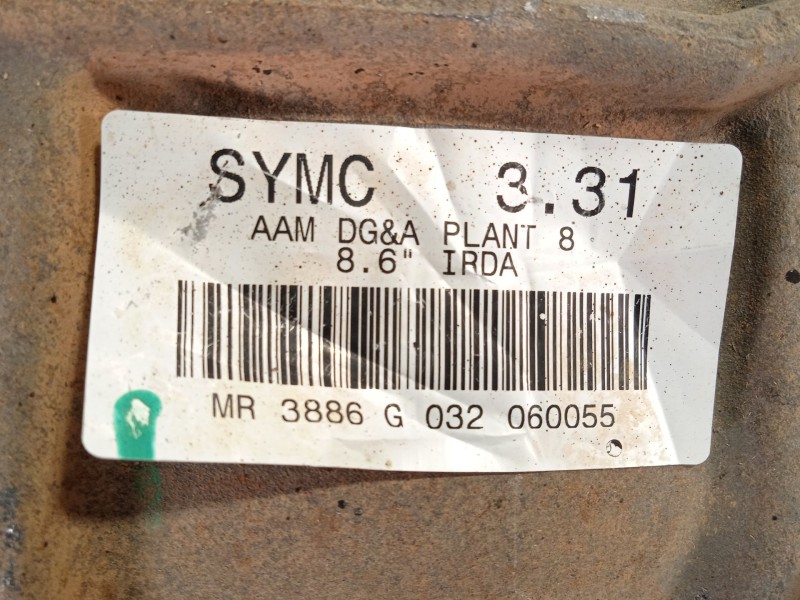 SYMC 3.31
AAM DG&A PLANT 8
8.6" IRDA
MR 3886 G 032 060055